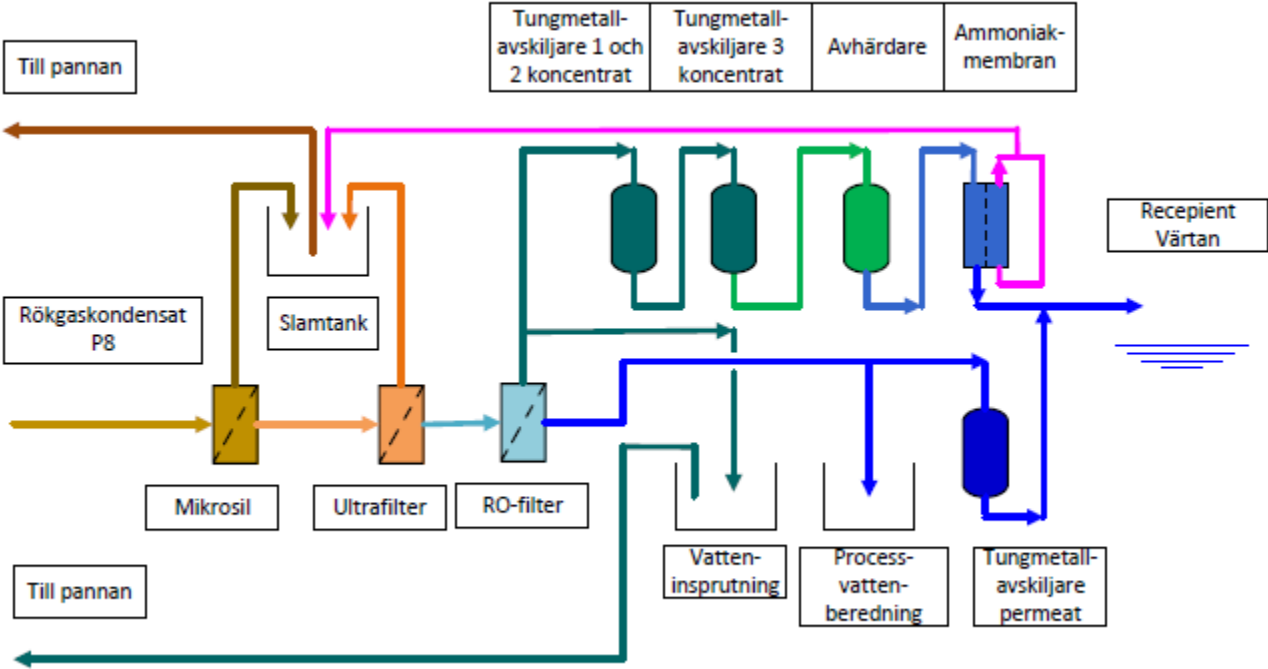 Tungmetall-
avskiljare 1 och
2 koncentrat
Tungmetall-
avskiljare 3
koncentrat
Avhärdare
Ammoniak-
membran
Till pannan
Recepient
Värtan
Rökgaskondensat
P8
Slamtank
Mikrosil
Ultrafilter
RO-filter
Vatten-
insprutning
Process-
vatten-
beredning
Tungmetall-
avskiljare
permeat
Till pannan